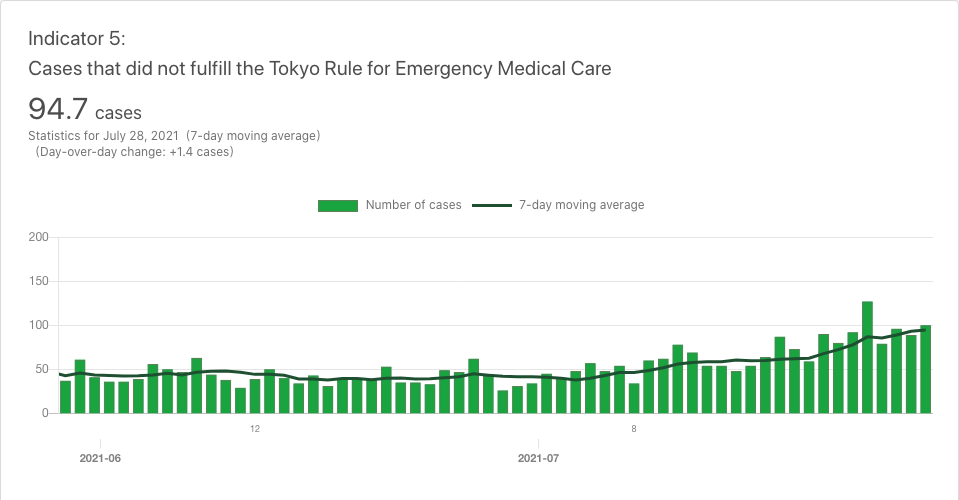 Indicator 5:
Cases that did not fulfill the Tokyo Rule for Emergency Medical Care
94.7 cases
Statistics for July 28, 2021 (7-day moving average)
(Day-over-day change: +1.4 cases)
Number of cases 7-day moving average
200
150
100
50
0
12 8
2021-06 2021-07